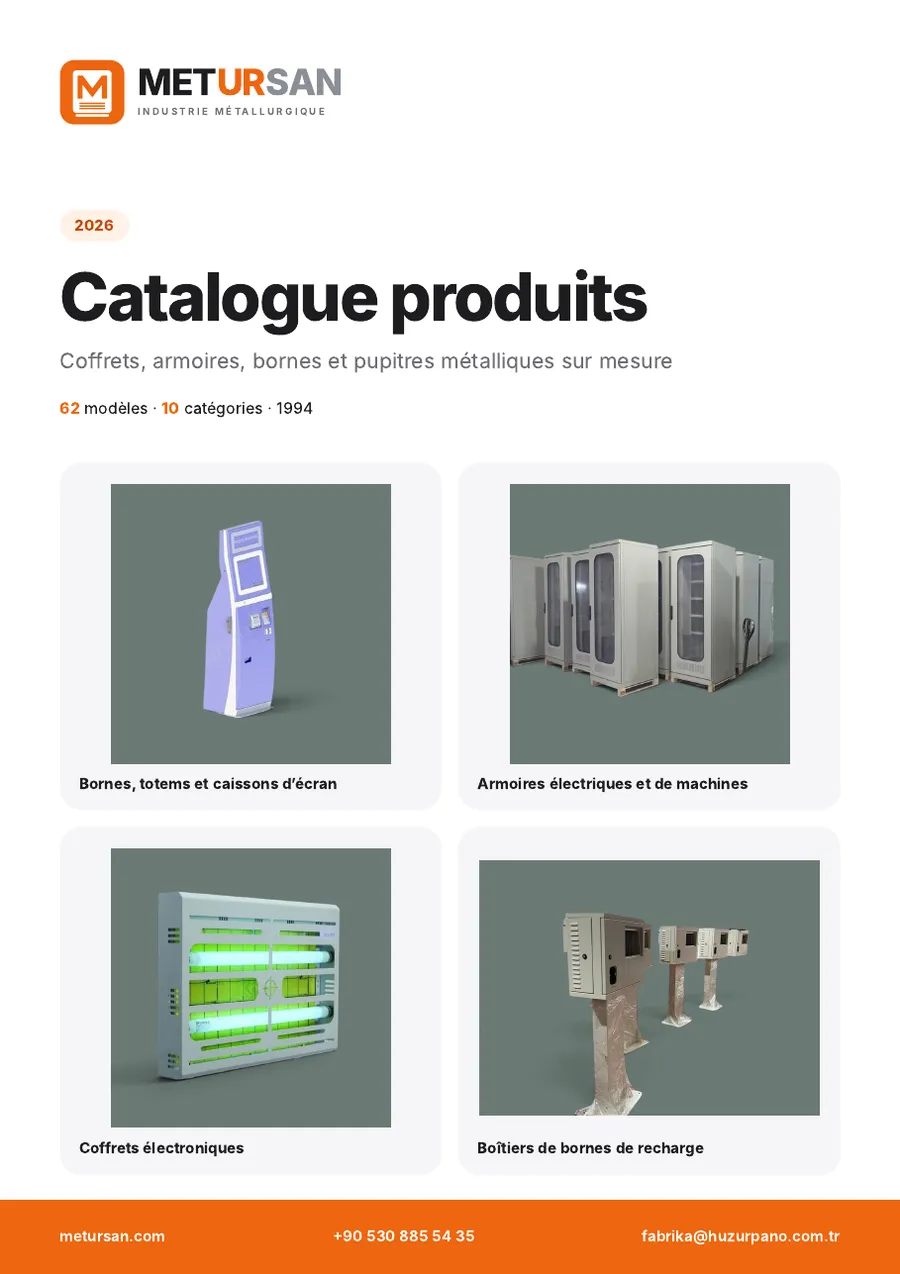 METURSAN
INDUSTRIE MÉTALLURGIQUE
2026
Catalogue produits
Coffrets, armoires, bornes et pupitres métalliques sur mesure
62 modèles · 10 catégories · 1994
Bornes, totems et caissons d’écran
Armoires électriques et de machines
Coffrets électroniques
Boîtiers de bornes de recharge
metursan.com
+90 530 885 54 35
fabrika@huzurpano.com.tr